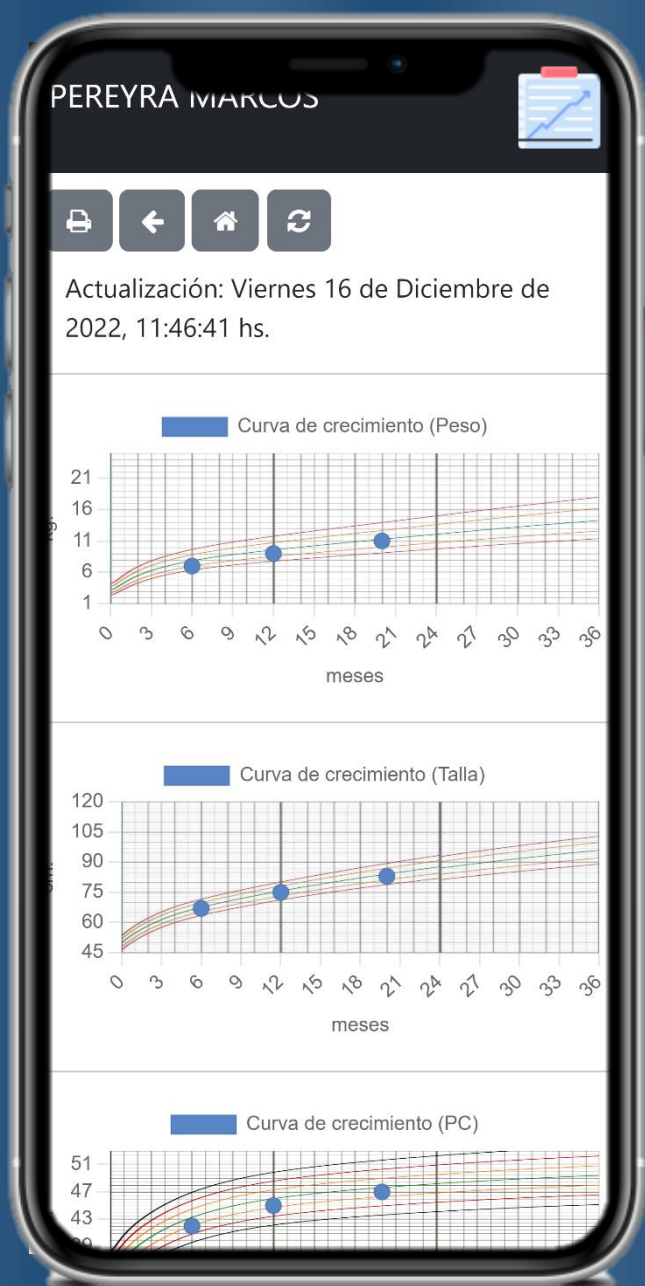 PEREYRA MARCOS
Actualización: Viernes 16 de Diciembre de
2022, 11:46:41 hs.
Curva de crecimiento (Peso)
21
16
11
6
1
kg.
0 3 6 9 12 15 18 21 24 27 30 33 36
meses
Curva de crecimiento (Talla)
120
105
90
75
60
45
cm.
0 3 6 9 12 15 18 21 24 27 30 33 36
meses
Curva de crecimiento (PC)
51
47
43
39